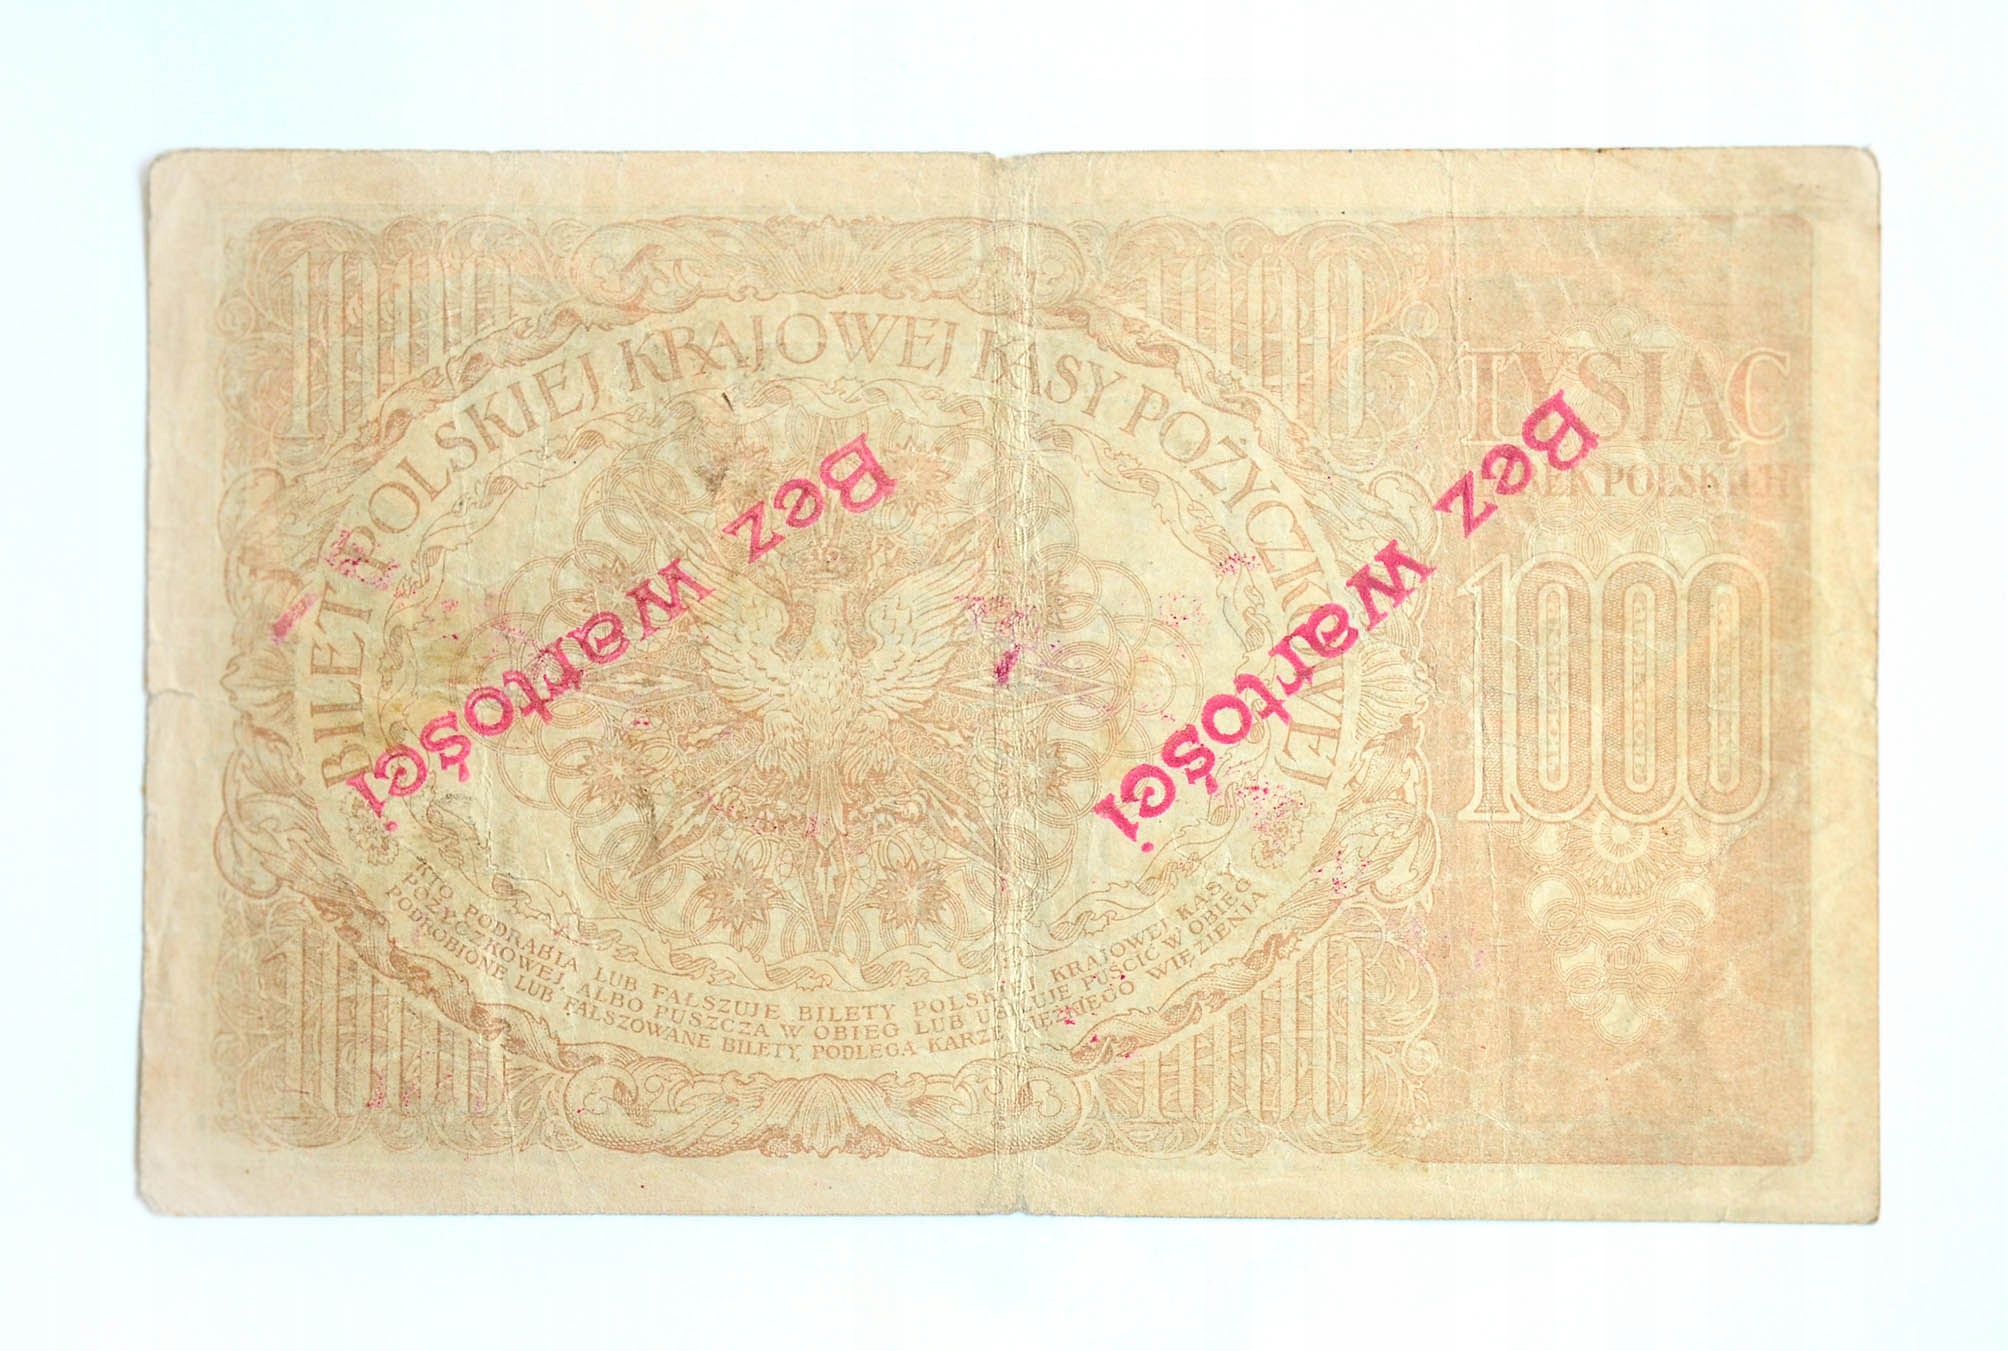 1000
1000
BILET POLSKIEJ KRAJOWEJ KASY POŻYCZKOWEJ
TYSIĄC
MAREK POLSKICH
1000
Bez wartości
Bez wartości
KTO PODRABIA LUB FAŁSZUJE BILETY POLSKIEJ KRAJOWEJ KASY
POŻYCZKOWEJ, ALBO PUSZCZA W OBIEG LUB USIŁUJE PUŚCIĆ W OBIEG
PODROBIONE LUB FAŁSZOWANE BILETY, PODLEGA KARZE CIĘŻKIEGO WIĘZIENIA
1000
1000